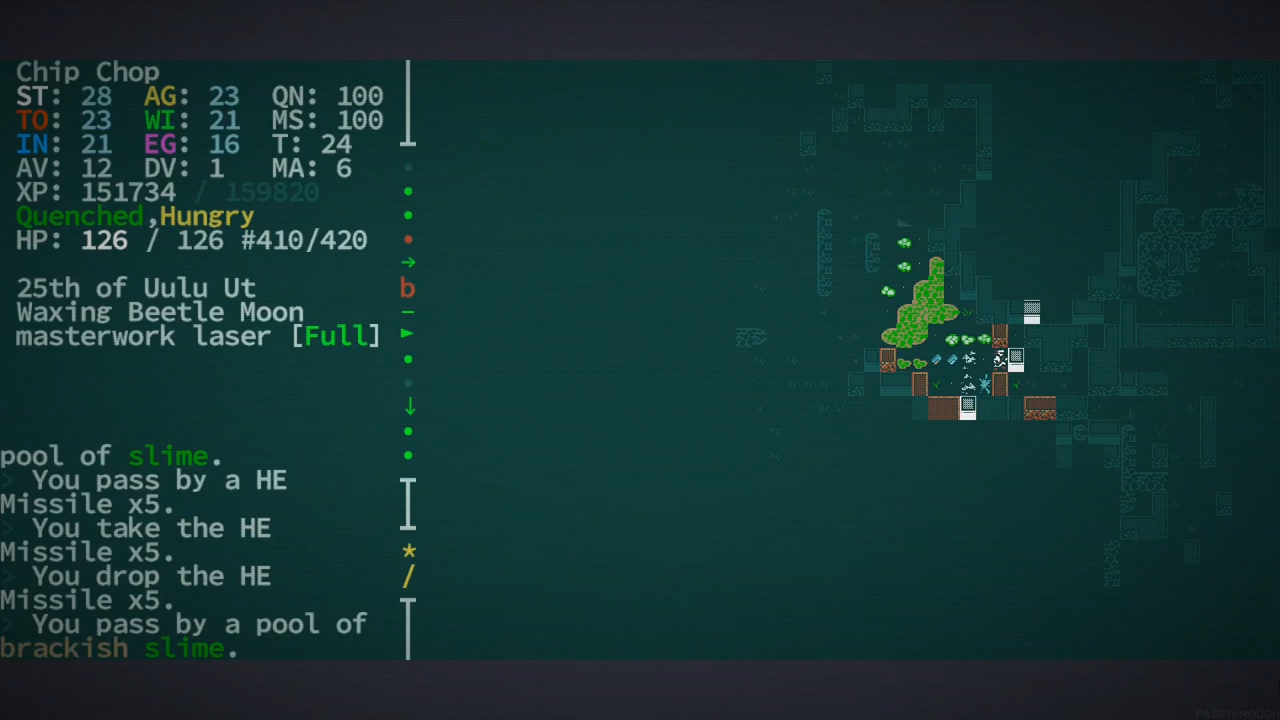 Chip Chop
ST: 28 AG: 23 QN: 100
TO: 23 WI: 21 MS: 100
IN: 21 EG: 16 T: 24
AV: 12 DV: 1 MA: 6
XP: 151734 / 159820
Quenched,Hungry
HP: 126 / 126 #410/420
25th of Uulu Ut
Waxing Beetle Moon
masterwork laser [Full]
pool of slime.
> You pass by a HE
Missile x5.
> You take the HE
Missile x5.
> You drop the HE
Missile x5.
> You pass by a pool of
brackish slime.
b
*
/
PASSTHROUGH